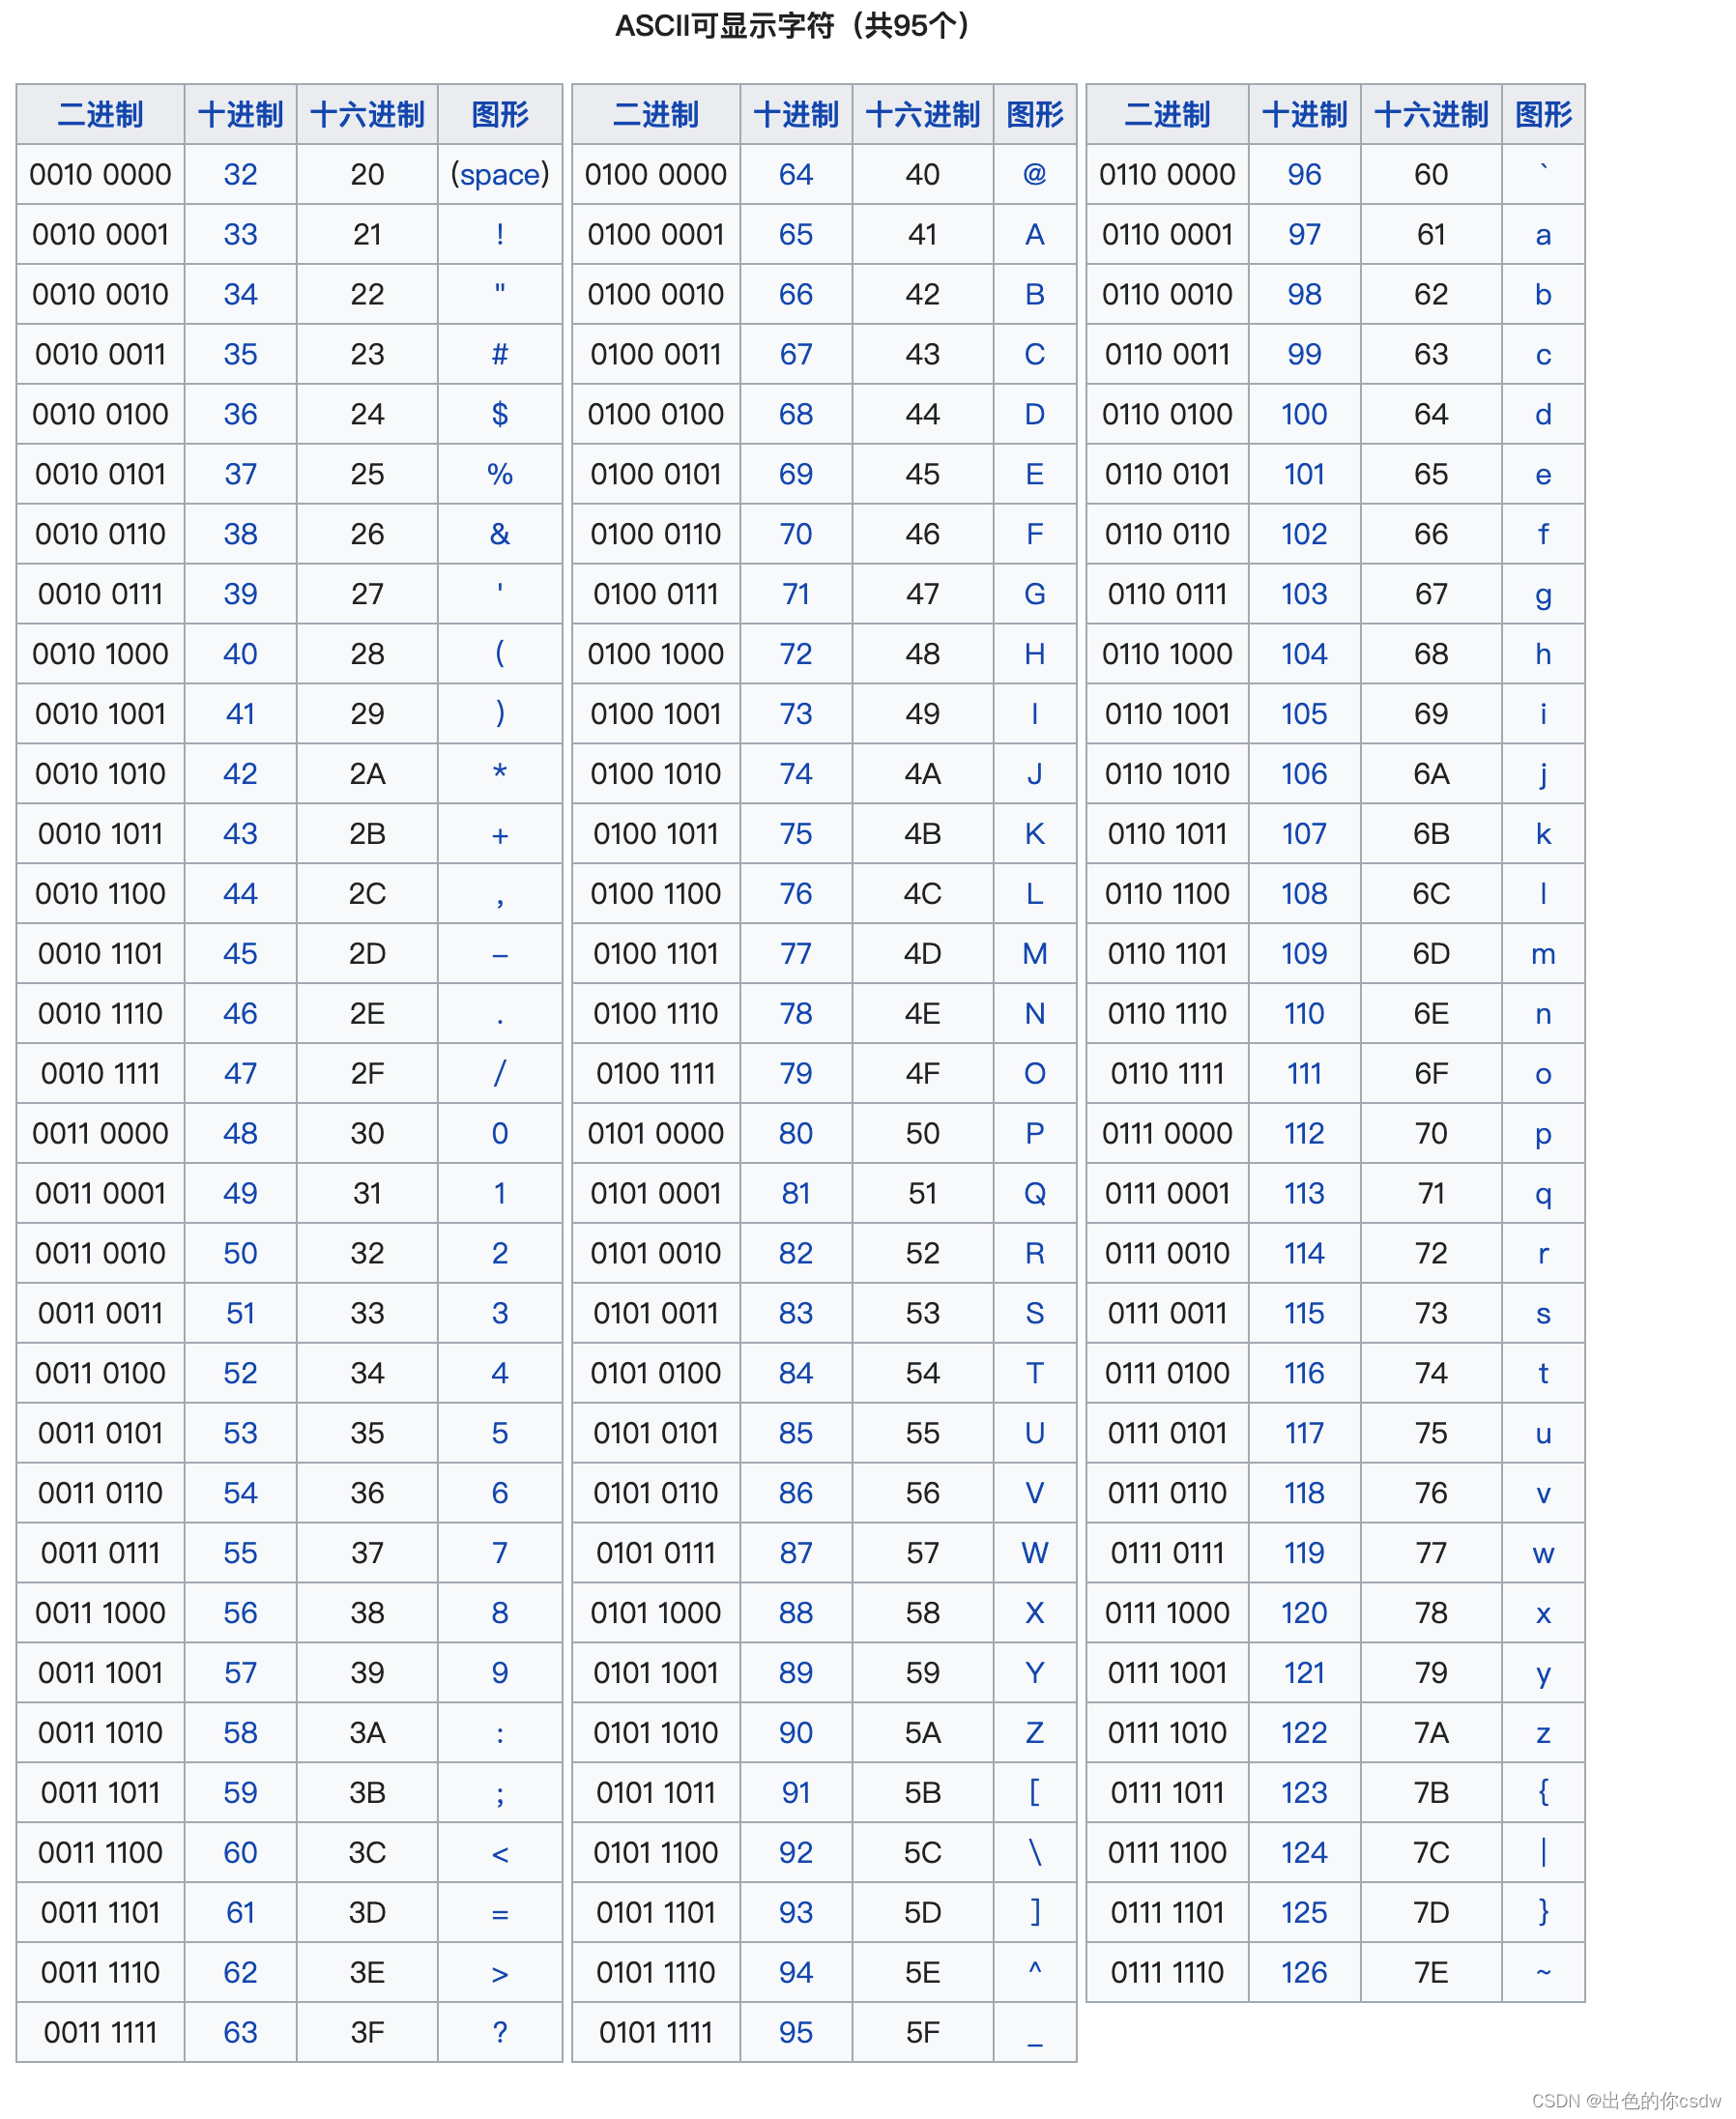 ASCII可显示字符（共95个）
二进制 十进制 十六进制 图形 二进制 十进制 十六进制 图形 二进制 十进制 十六进制 图形
0010 0000 32 20 (space) 0100 0000 64 40 @ 0110 0000 96 60 `
0010 0001 33 21 ! 0100 0001 65 41 A 0110 0001 97 61 a
0010 0010 34 22 " 0100 0010 66 42 B 0110 0010 98 62 b
0010 0011 35 23 # 0100 0011 67 43 C 0110 0011 99 63 c
0010 0100 36 24 $ 0100 0100 68 44 D 0110 0100 100 64 d
0010 0101 37 25 % 0100 0101 69 45 E 0110 0101 101 65 e
0010 0110 38 26 & 0100 0110 70 46 F 0110 0110 102 66 f
0010 0111 39 27 ' 0100 0111 71 47 G 0110 0111 103 67 g
0010 1000 40 28 ( 0100 1000 72 48 H 0110 1000 104 68 h
0010 1001 41 29 ) 0100 1001 73 49 I 0110 1001 105 69 i
0010 1010 42 2A * 0100 1010 74 4A J 0110 1010 106 6A j
0010 1011 43 2B + 0100 1011 75 4B K 0110 1011 107 6B k
0010 1100 44 2C , 0100 1100 76 4C L 0110 1100 108 6C l
0010 1101 45 2D - 0100 1101 77 4D M 0110 1101 109 6D m
0010 1110 46 2E . 0100 1110 78 4E N 0110 1110 110 6E n
0010 1111 47 2F / 0100 1111 79 4F O 0110 1111 111 6F o
0011 0000 48 30 0 0101 0000 80 50 P 0111 0000 112 70 p
0011 0001 49 31 1 0101 0001 81 51 Q 0111 0001 113 71 q
0011 0010 50 32 2 0101 0010 82 52 R 0111 0010 114 72 r
0011 0011 51 33 3 0101 0011 83 53 S 0111 0011 115 73 s
0011 0100 52 34 4 0101 0100 84 54 T 0111 0100 116 74 t
0011 0101 53 35 5 0101 0101 85 55 U 0111 0101 117 75 u
0011 0110 54 36 6 0101 0110 86 56 V 0111 0110 118 76 v
0011 0111 55 37 7 0101 0111 87 57 W 0111 0111 119 77 w
0011 1000 56 38 8 0101 1000 88 58 X 0111 1000 120 78 x
0011 1001 57 39 9 0101 1001 89 59 Y 0111 1001 121 79 y
0011 1010 58 3A : 0101 1010 90 5A Z 0111 1010 122 7A z
0011 1011 59 3B ; 0101 1011 91 5B [ 0111 1011 123 7B {
0011 1100 60 3C < 0101 1100 92 5C \ 0111 1100 124 7C |
0011 1101 61 3D = 0101 1101 93 5D ] 0111 1101 125 7D }
0011 1110 62 3E > 0101 1110 94 5E ^ 0111 1110 126 7E ~
0011 1111 63 3F ? 0101 1111 95 5F _
CSDN @出色的你csdw